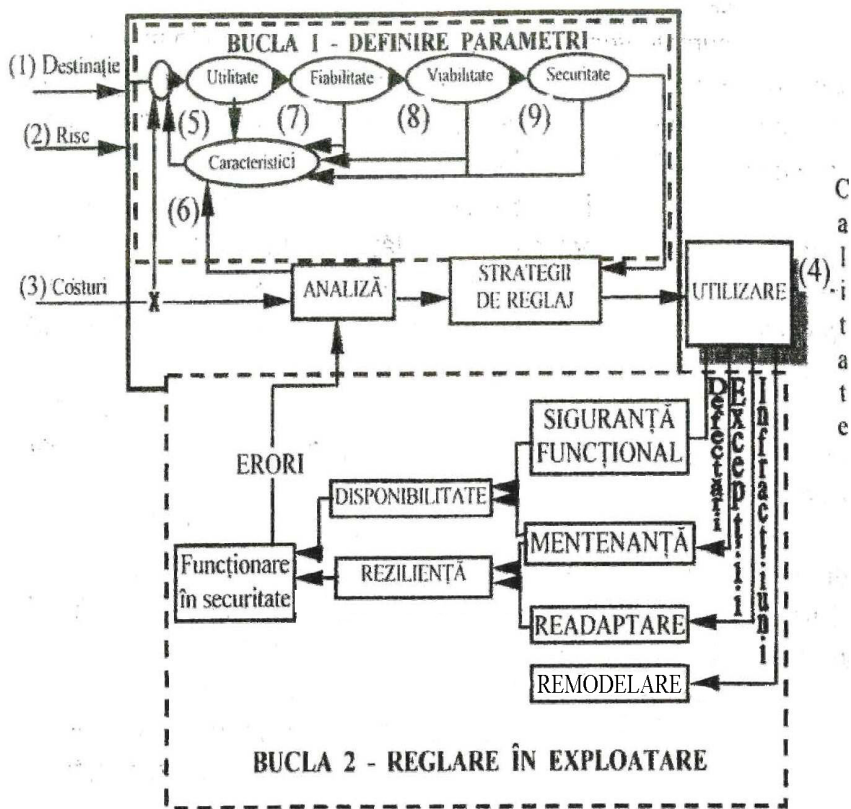 BUCLA 1 - DEFINIRE PARAMETRI
(1) Destinație
Utilitate
Fiabilitate
Viabilitate
Securitate
(5)
(7)
(8)
(9)
(2) Risc
Caracteristici
(6)
(3) Costuri
X
ANALIZĂ
STRATEGII
DE REGLAJ
UTILIZARE
(4)
Calitate
Defectări
Excepții
Infracțiuni
SIGURANȚĂ
FUNCȚIONAL
ERORI
DISPONIBILITATE
MENTENANȚĂ
Funcționare
în securitate
REZILIENȚĂ
READAPTARE
REMODELARE
BUCLA 2 - REGLARE ÎN EXPLOATARE